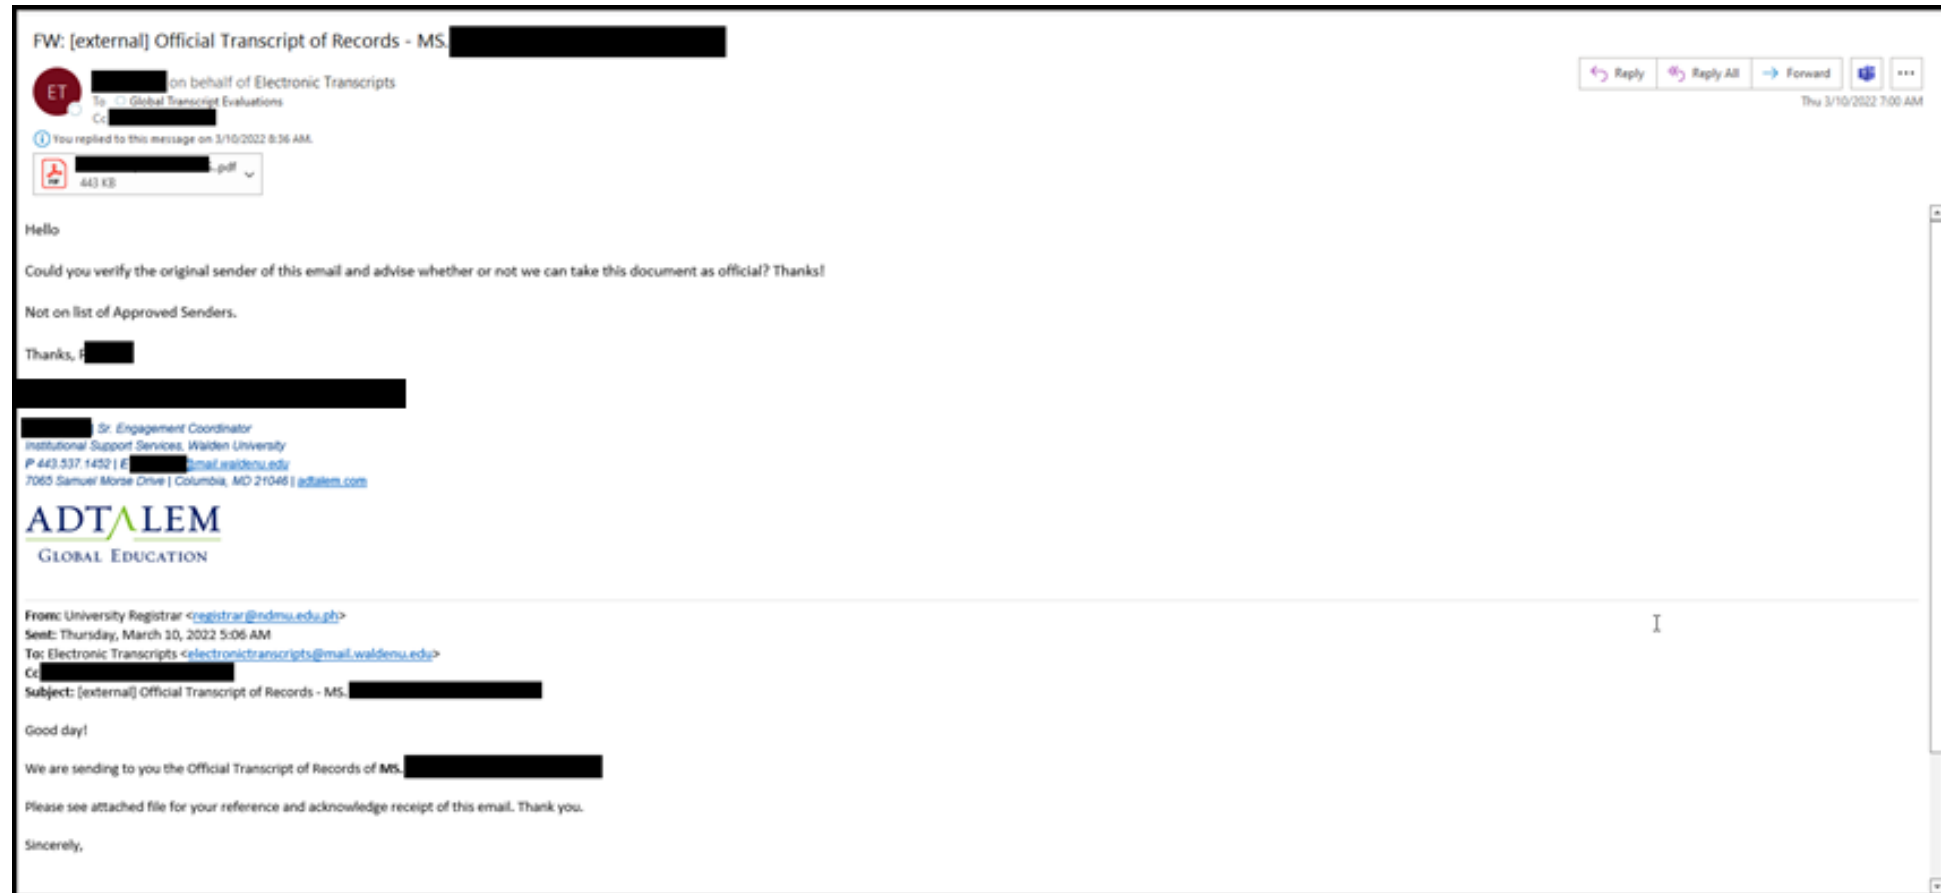 FW: [external] Official Transcript of Records - MS.
ET
on behalf of Electronic Transcripts
To Global Transcript Evaluations
Cc
Reply Reply All Forward
Thu 3/10/2022 7:00 AM
You replied to this message on 3/10/2022 8:36 AM.
.pdf
443 KB
Hello
Could you verify the original sender of this email and advise whether or not we can take this document as official? Thanks!
Not on list of Approved Senders.
Thanks,
| Sr. Engagement Coordinator
Institutional Support Services, Walden University
P 443.537.1452 | E @mail.waldenu.edu
7065 Samuel Morse Drive | Columbia, MD 21046 | adtalem.com
ADTALEM
GLOBAL EDUCATION
From: University Registrar <registrar@ndmu.edu.ph>
Sent: Thursday, March 10, 2022 5:06 AM
To: Electronic Transcripts <electronictranscripts@mail.waldenu.edu>
Cc
Subject: [external] Official Transcript of Records - MS.
Good day!
We are sending to you the Official Transcript of Records of MS.
Please see attached file for your reference and acknowledge receipt of this email. Thank you.
Sincerely,